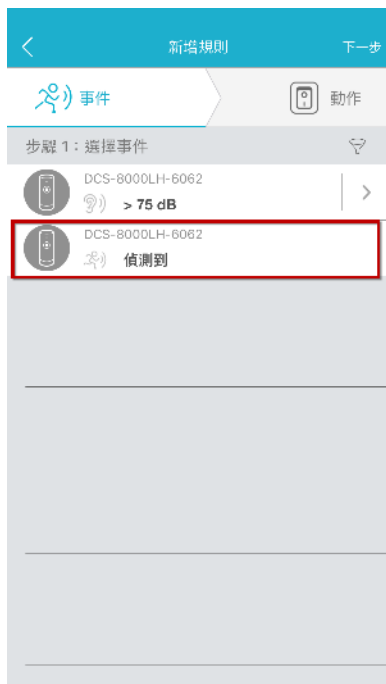 新增規則
下一步
事件
動作
步驟 1：選擇事件
DCS-8000LH-6062
> 75 dB
DCS-8000LH-6062
偵測到